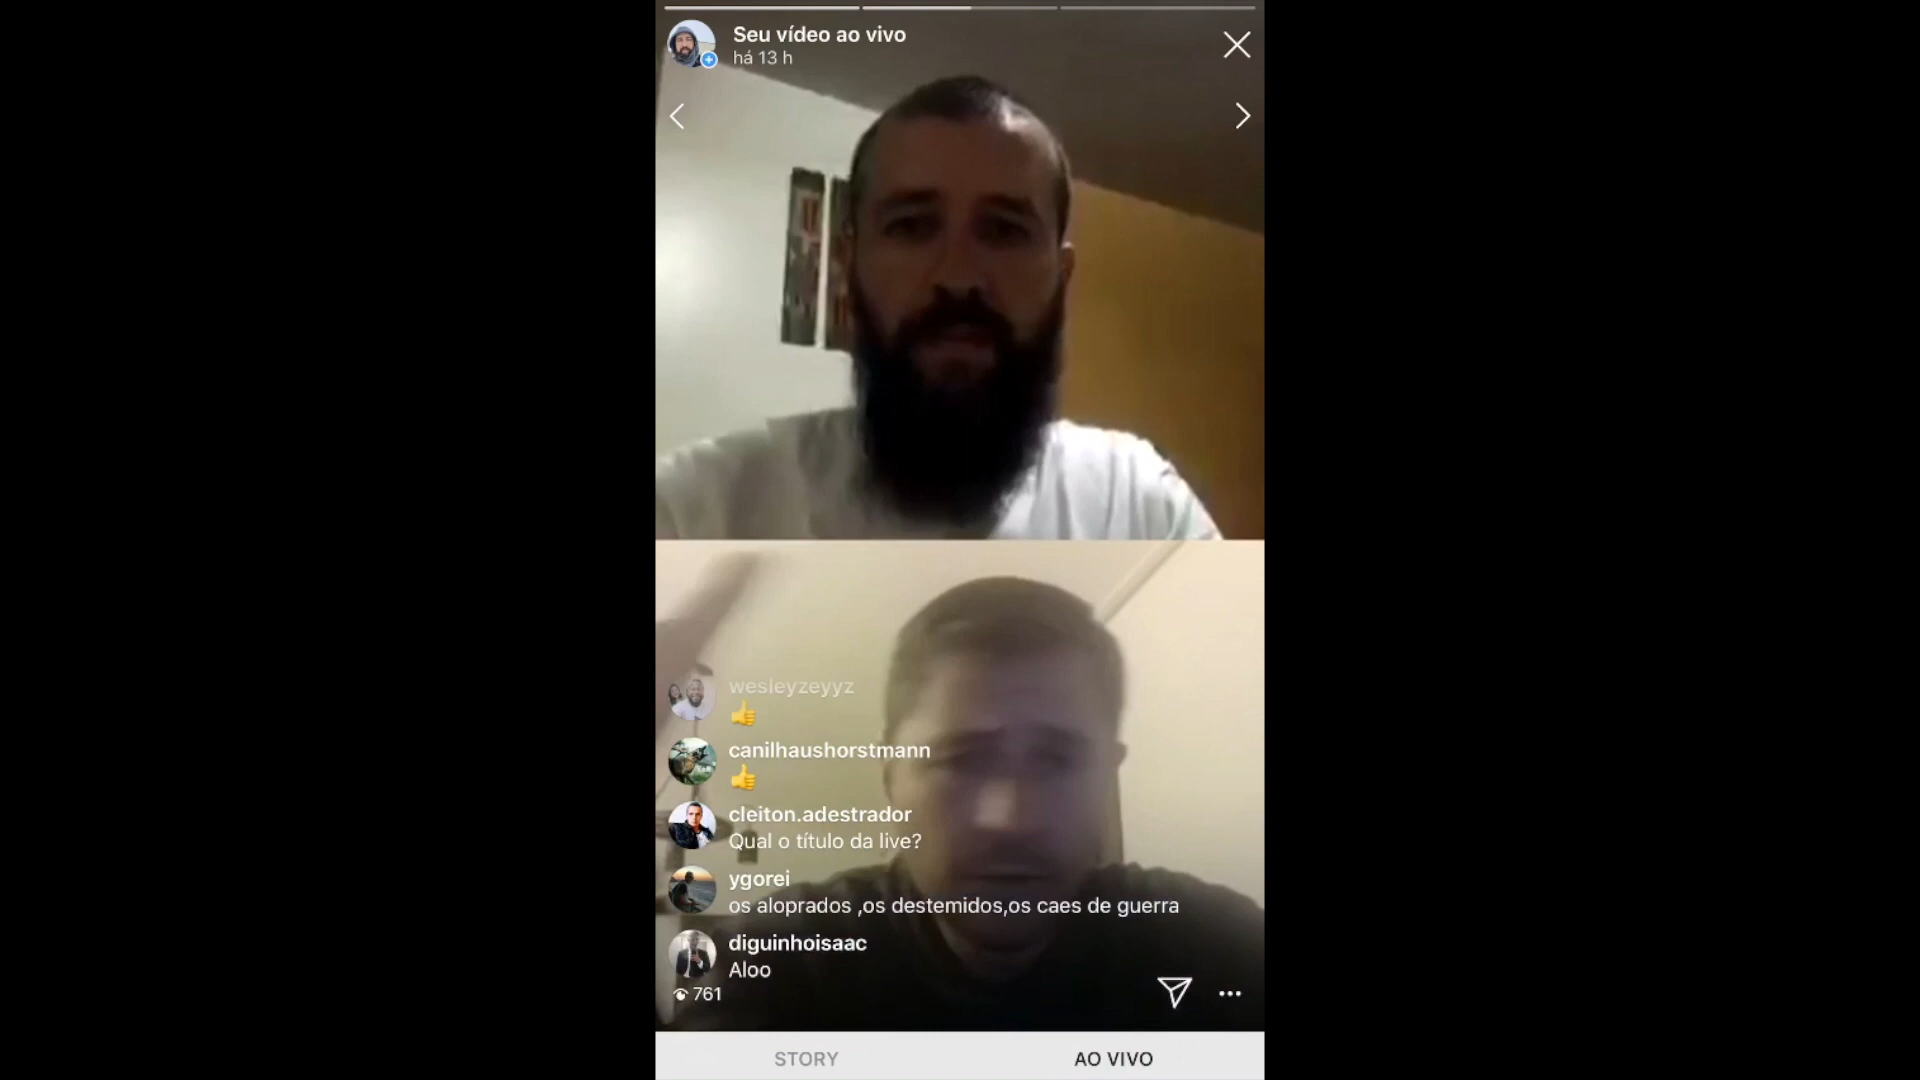 Seu vídeo ao vivo
há 13 h
wesleyzeyyz
👍
canilhaushorstmann
👍
cleiton.adestrador
Qual o título da live?
ygorei
os aloprados ,os destemidos,os caes de guerra
diguinhoisaac
Aloo
761
STORY
AO VIVO